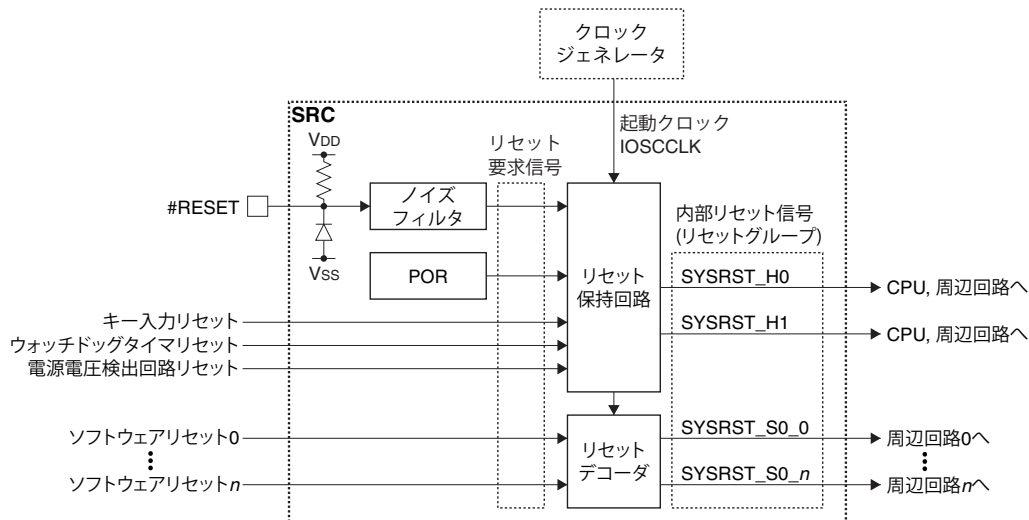 クロック
ジェネレータ
SRC
起動クロック
IOSCCLK
VDD
リセット
要求信号
#RESET
ノイズ
フィルタ
内部リセット信号
(リセットグループ)
VSS
POR
リセット
保持回路
SYSRST_H0
CPU, 周辺回路へ
キー入力リセット
SYSRST_H1
CPU, 周辺回路へ
ウォッチドッグタイマリセット
電源電圧検出回路リセット
ソフトウェアリセット0
リセット
デコーダ
SYSRST_S0_0
周辺回路0へ
ソフトウェアリセットn
SYSRST_S0_n
周辺回路nへ